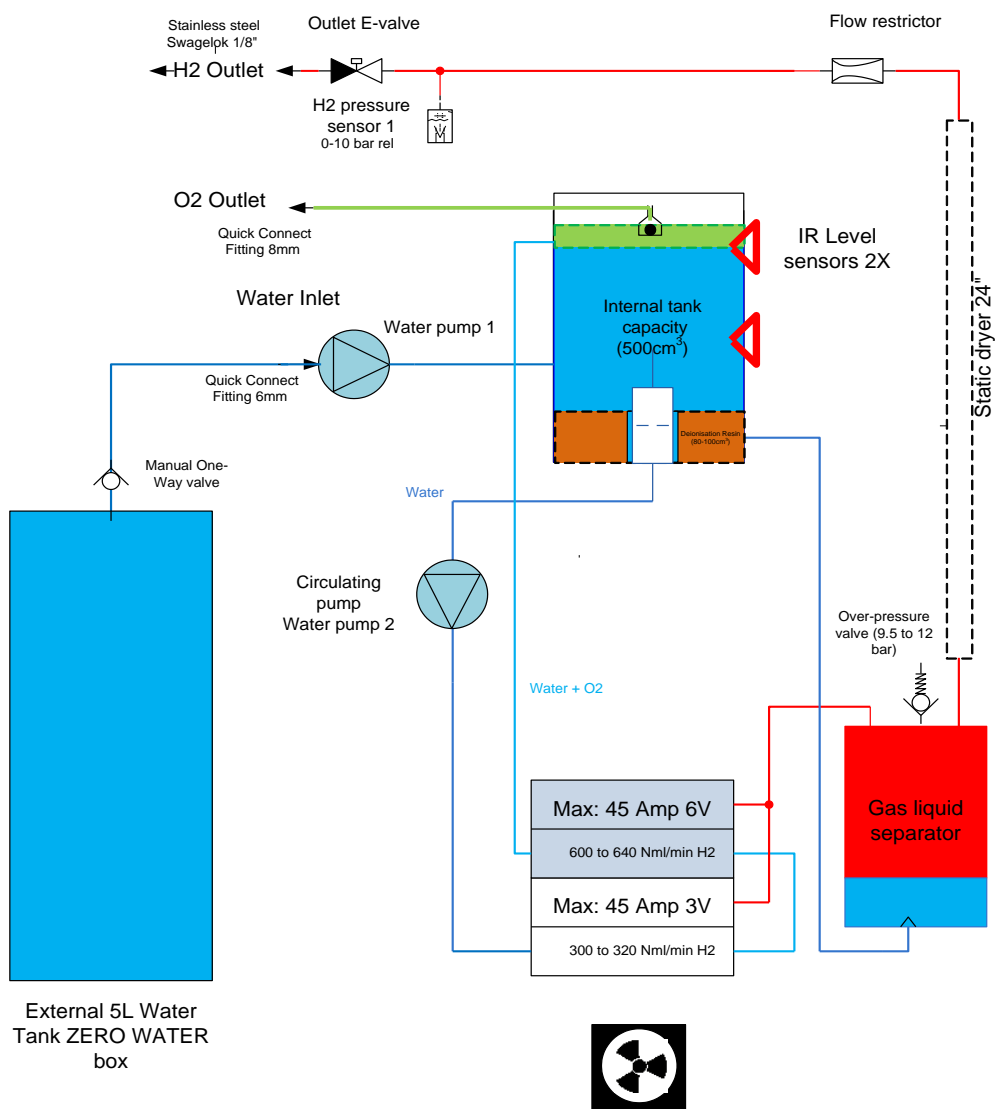 Stainless steel
Swagelok 1/8"
Outlet E-valve
Flow restrictor
H2 Outlet
H2 pressure
sensor 1
0-10 bar rel
O2 Outlet
Quick Connect
Fitting 8mm
IR Level
sensors 2X
Water Inlet
Water pump 1
Internal tank
capacity
(500cm³)
Static dryer 24"
Quick Connect
Fitting 6mm
Deionisation Resin
(80-100cm³)
Manual One-
Way valve
Water
Circulating
pump
Water pump 2
Over-pressure
valve (9.5 to 12
bar)
Water + O2
Max: 45 Amp 6V
600 to 640 Nml/min H2
Max: 45 Amp 3V
300 to 320 Nml/min H2
Gas liquid
separator
External 5L Water
Tank ZERO WATER
box